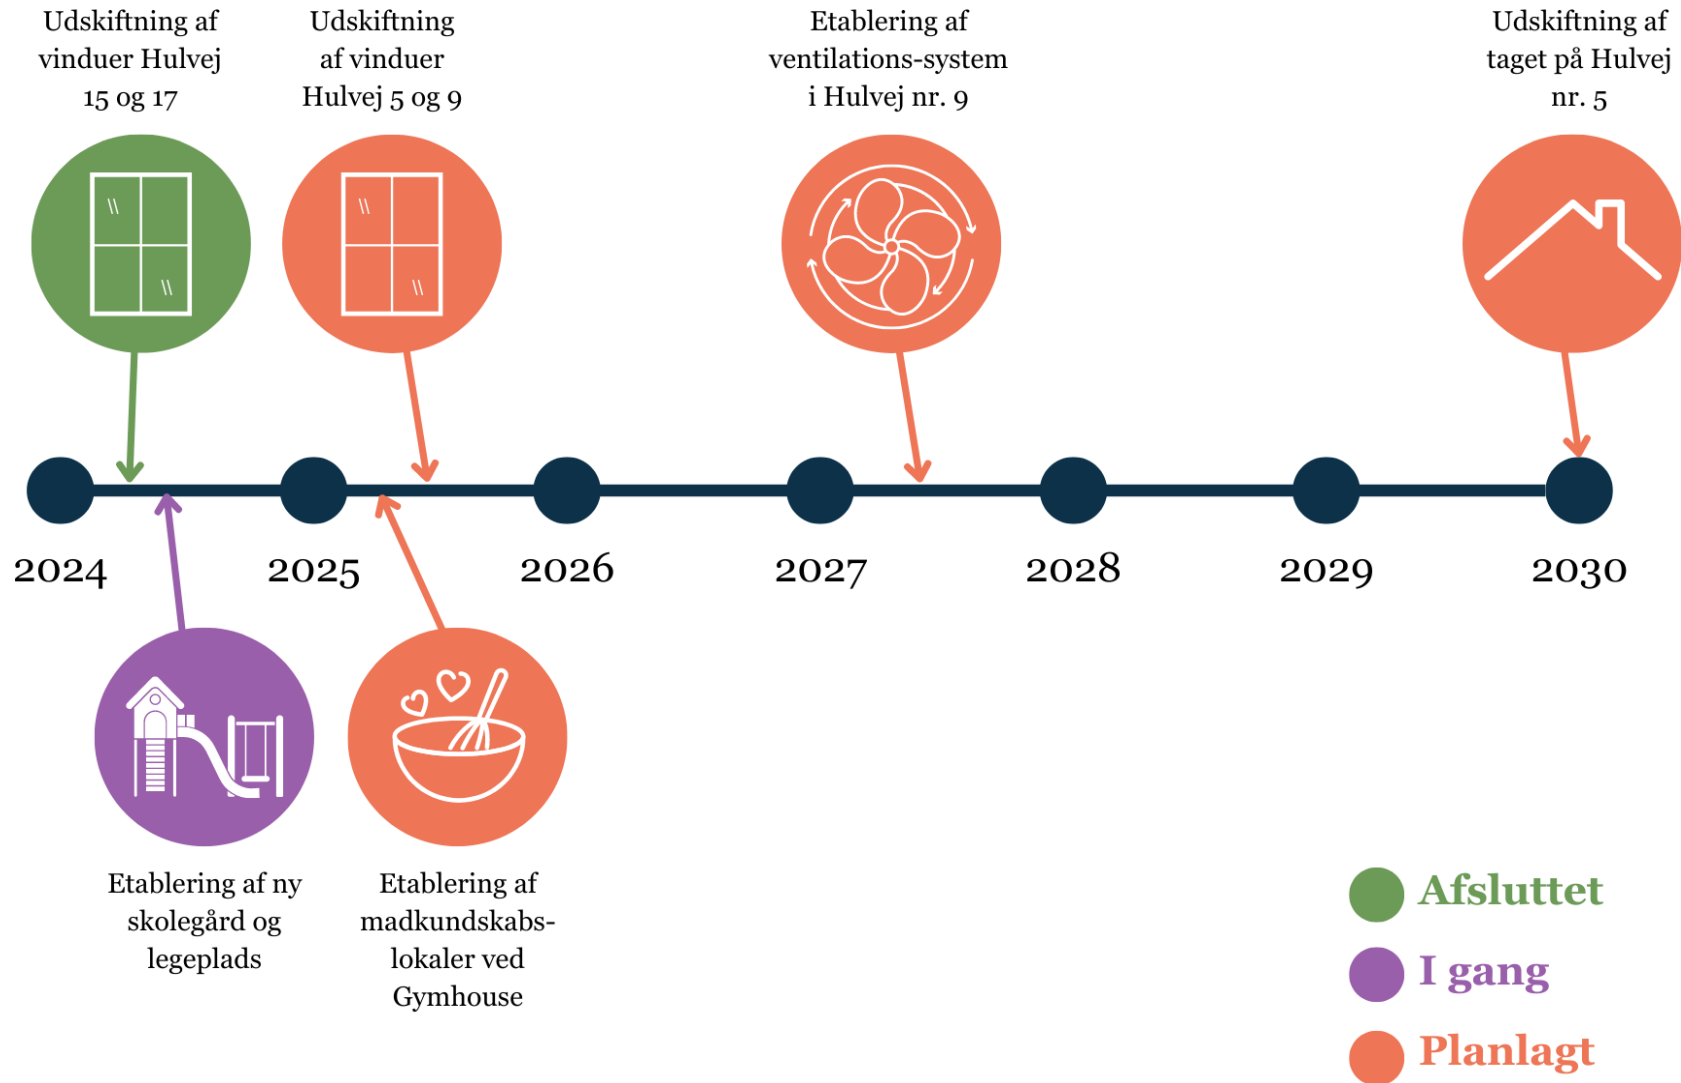 Udskiftning af
vinduer Hulvej
15 og 17
Udskiftning
af vinduer
Hulvej 5 og 9
Etablering af
ventilations-system
i Hulvej nr. 9
Udskiftning af
taget på Hulvej
nr. 5
2024
2025
2026
2027
2028
2029
2030
Etablering af ny
skolegård og
legeplads
Etablering af
madkundskabs-
lokaler ved
Gymhouse
Afsluttet
I gang
Planlagt